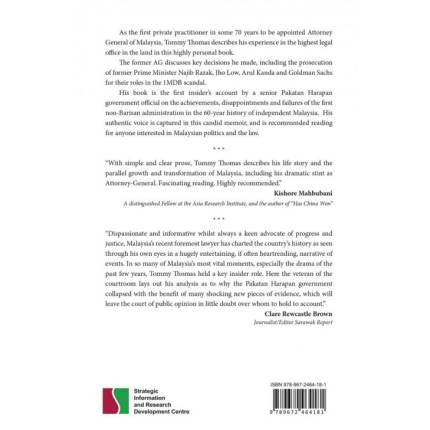 As the first private practitioner in some 70 years to be appointed Attorney
General of Malaysia, Tommy Thomas describes his experience in the highest legal
office in the land in this highly personal book.
The former AG discusses key decisions he made, including the prosecution
of former Prime Minister Najib Razak, Jho Low, Arul Kanda and Goldman Sachs
for their roles in the 1MDB scandal.
His book is the first insider's account by a senior Pakatan Harapan
government official on the achievements, disappointments and failures of the first
non-Barisan administration in the 60-year history of independent Malaysia. His
authentic voice is captured in this candid memoir, and is recommended reading
for anyone interested in Malaysian politics and the law.
* * *
"With simple and clear prose, Tommy Thomas describes his life story and the
parallel growth and transformation of Malaysia, including his dramatic stint as
Attorney-General. Fascinating reading. Highly recommended."
Kishore Mahbubani
A distinguished Fellow at the Asia Research Institute, and the author of "Has China Won"
* * *
"Dispassionate and informative whilst always a keen advocate of progress and
justice, Malaysia's recent foremost lawyer has charted the country's history as seen
through his own eyes in a hugely entertaining, if often heartrending, narrative
of events. In so many of Malaysia's most vital moments, especially the drama of the
past few years, Tommy Thomas held a key insider role. Here the veteran of the
courtroom lays out his analysis as to why the Pakatan Harapan government
collapsed with the benefit of many shocking new pieces of evidence, which will
leave the court of public opinion in little doubt over whom to hold to account."
Clare Rewcastle Brown
Journalist/Editor Sarawak Report
Strategic
Information
and Research
Development Centre
ISBN 978-967-2464-18-1
9 789672 464181